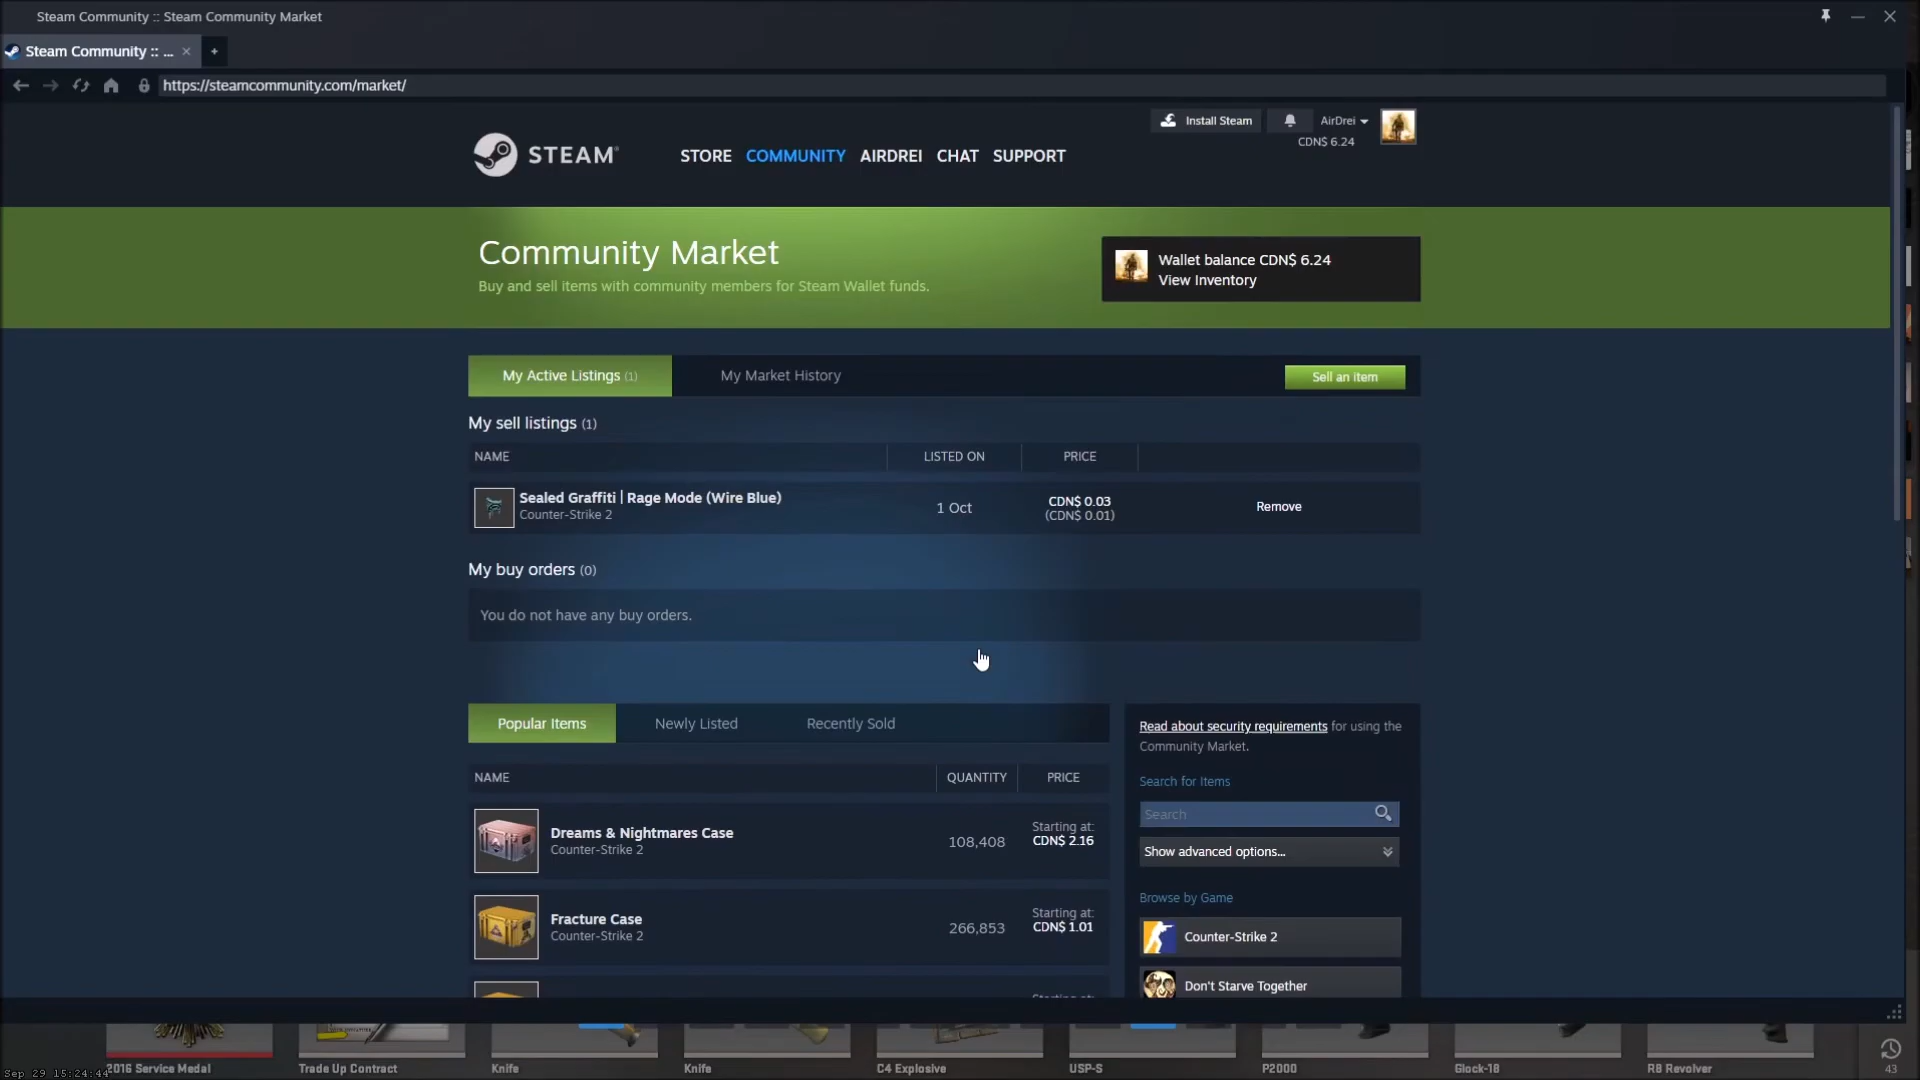 Steam Community :: Steam Community Market
Steam Community :: ...
https://steamcommunity.com/market/
Install Steam
AirDrei
CDN$ 6.24
STEAM®
STORE COMMUNITY AIRDREI CHAT SUPPORT
Community Market
Buy and sell items with community members for Steam Wallet funds.
Wallet balance CDN$ 6.24
View Inventory
My Active Listings (1)
My Market History
Sell an item
My sell listings (1)
NAME LISTED ON PRICE
Sealed Graffiti | Rage Mode (Wire Blue)
Counter-Strike 2
1 Oct
CDN$ 0.03
(CDN$ 0.01)
Remove
My buy orders (0)
You do not have any buy orders.
Popular Items Newly Listed Recently Sold
NAME QUANTITY PRICE
Dreams & Nightmares Case
Counter-Strike 2
108,408
Starting at:
CDN$ 2.16
Fracture Case
Counter-Strike 2
266,853
Starting at:
CDN$ 1.01
Read about security requirements for using the
Community Market.
Search for Items
Search
Show advanced options...
Browse by Game
Counter-Strike 2
Don't Starve Together
2016 Service Medal
Trade Up Contract
Knife
Knife
C4 Explosive
USP-S
P2000
Glock-18
R8 Revolver
43
Sep 29 15:24:44